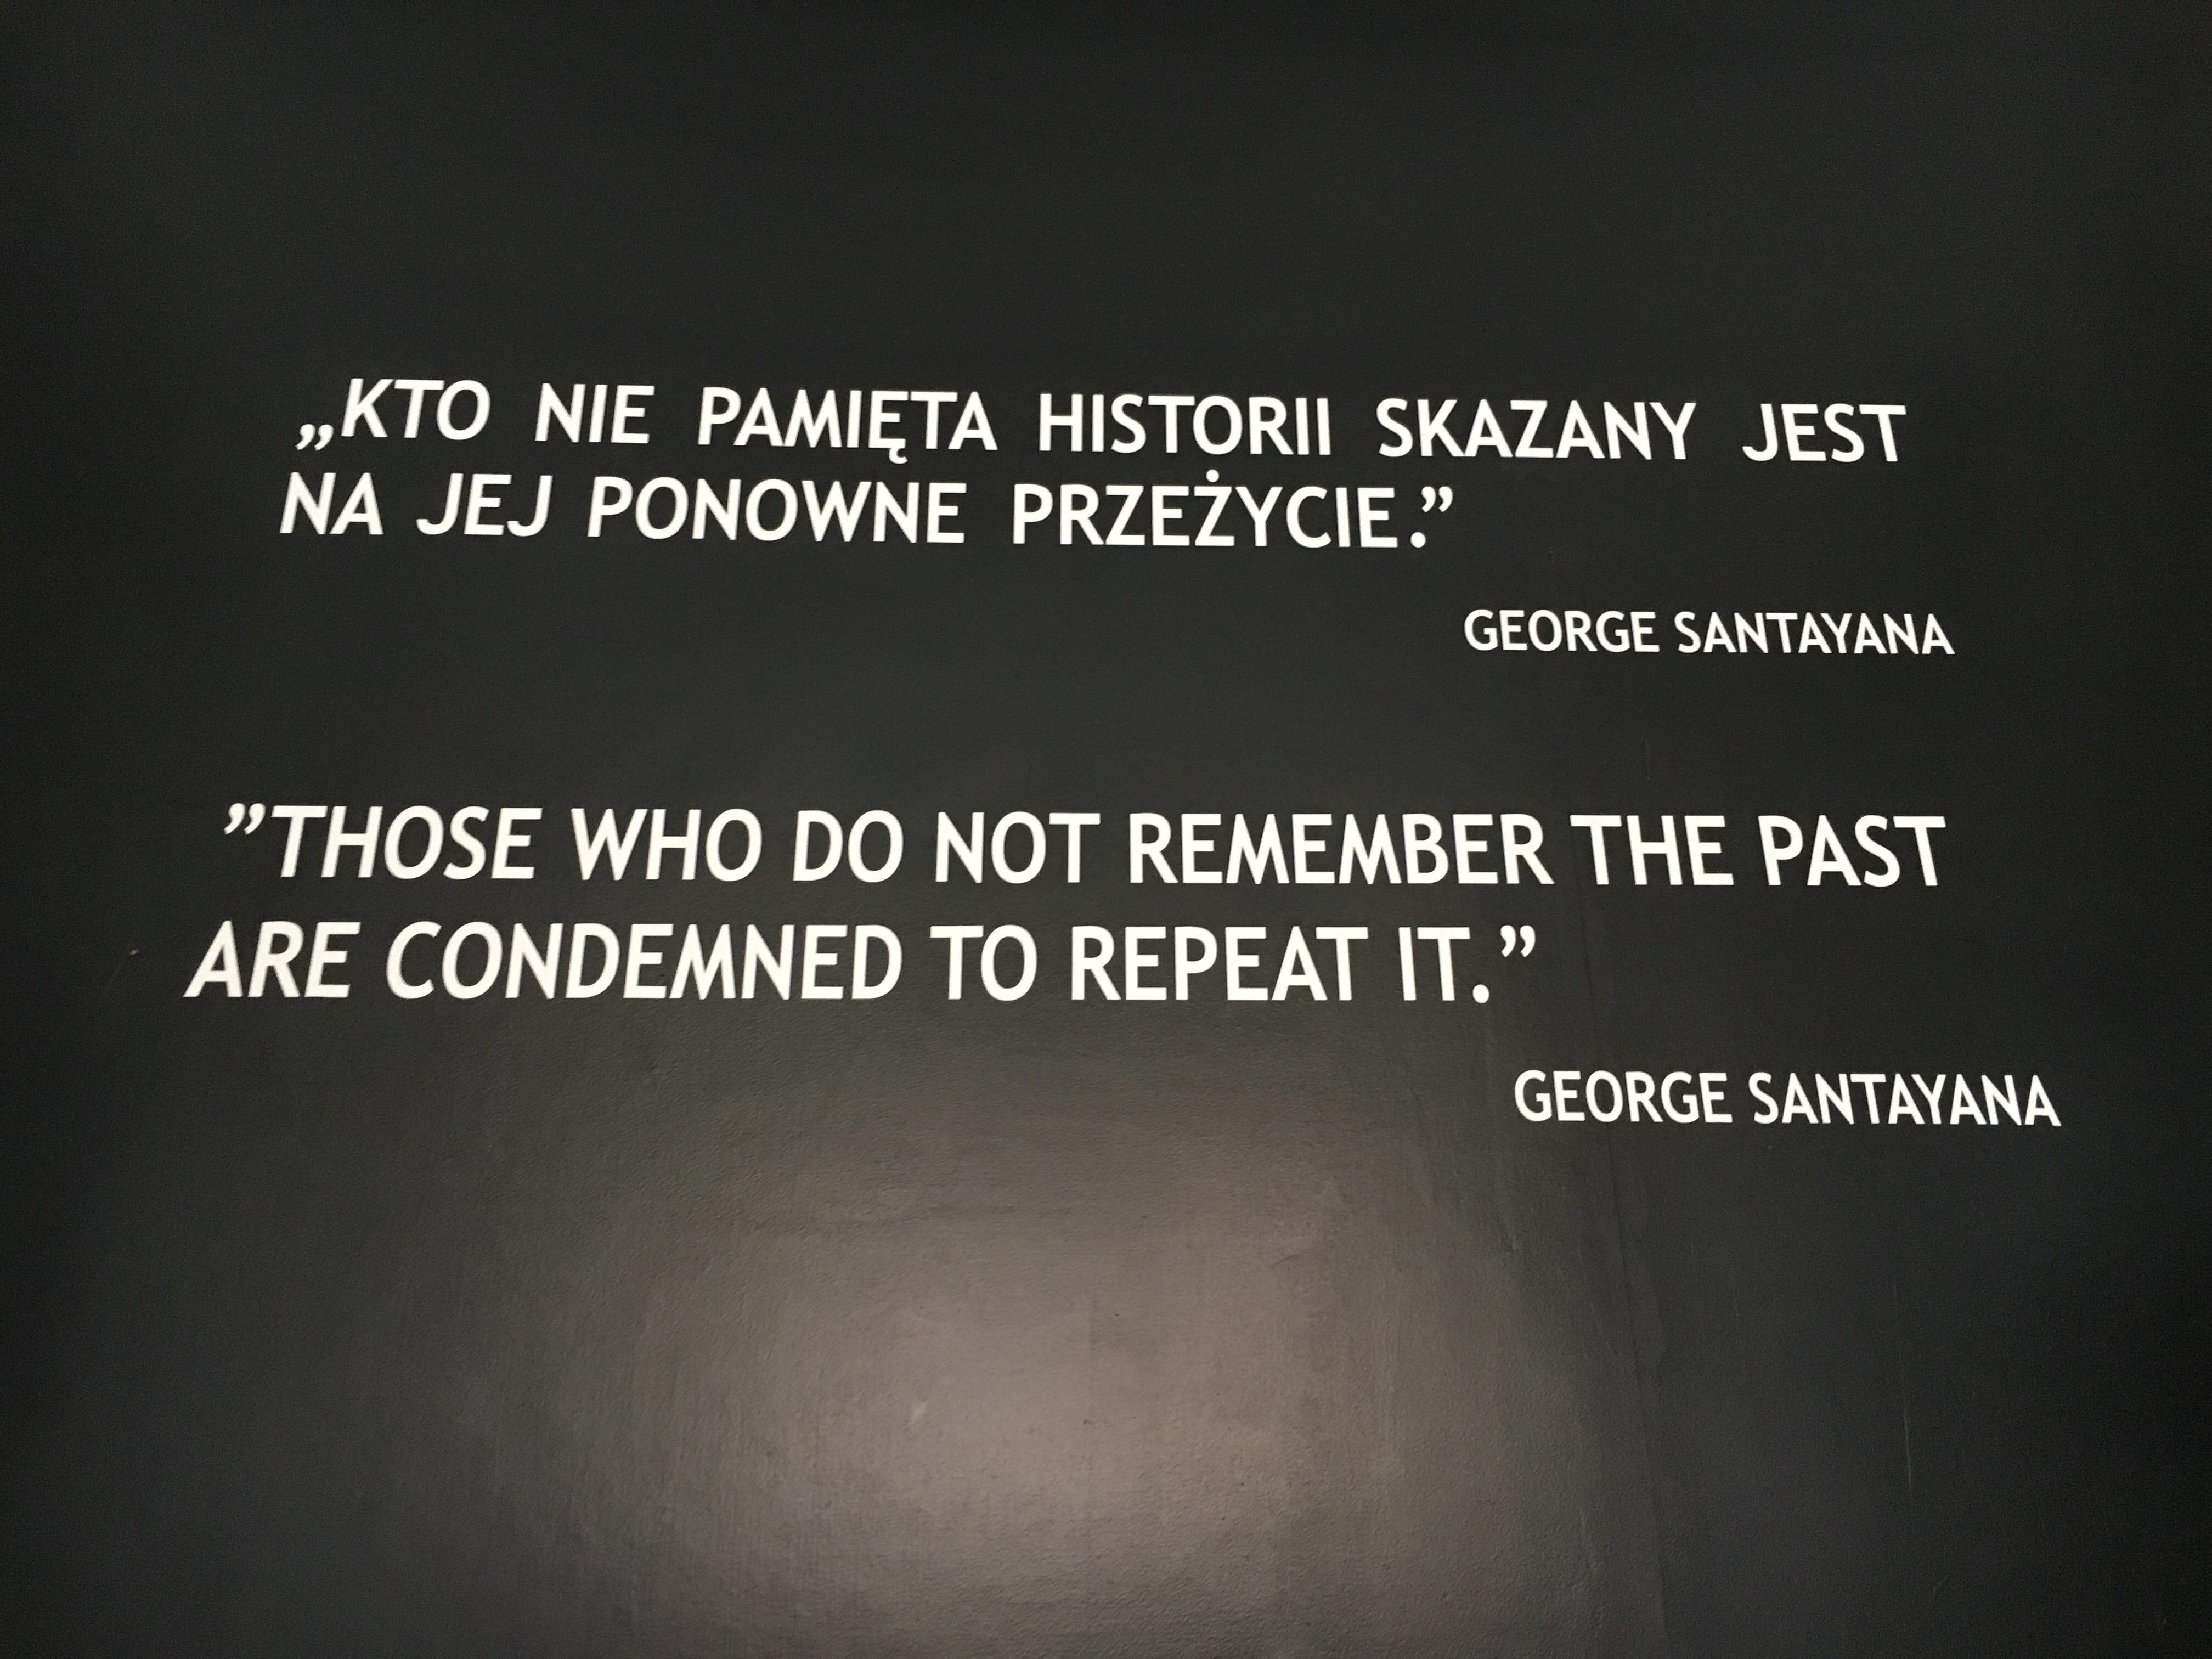 „KTO NIE PAMIĘTA HISTORII SKAZANY JEST
NA JEJ PONOWNE PRZEŻYCIE.”
GEORGE SANTAYANA
”THOSE WHO DO NOT REMEMBER THE PAST
ARE CONDEMNED TO REPEAT IT.”
GEORGE SANTAYANA